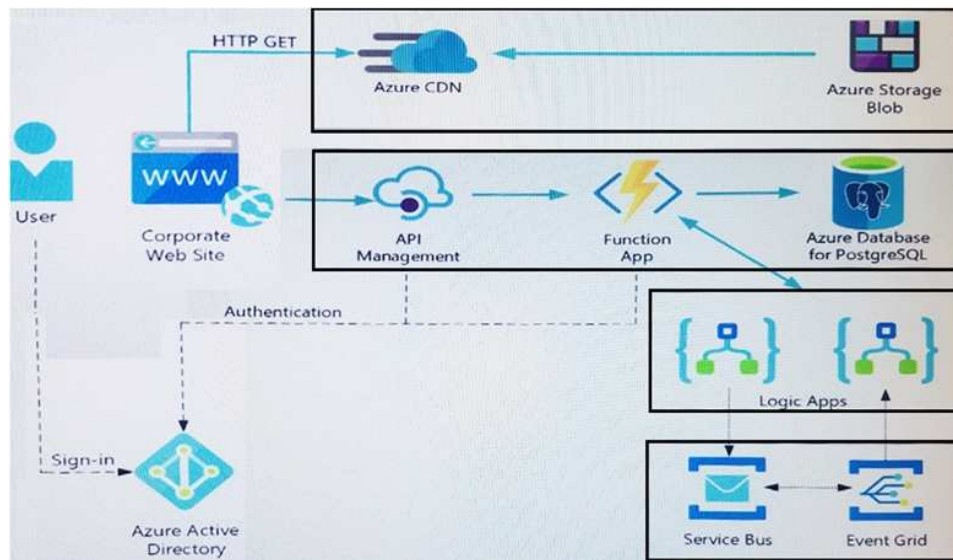 HTTP GET
Azure CDN
Azure Storage
Blob
User
www
Corporate
Web Site
API
Management
Function
App
Azure Database
for PostgreSQL
Authentication
Logic Apps
Sign-in
Azure Active
Directory
Service Bus
Event Grid